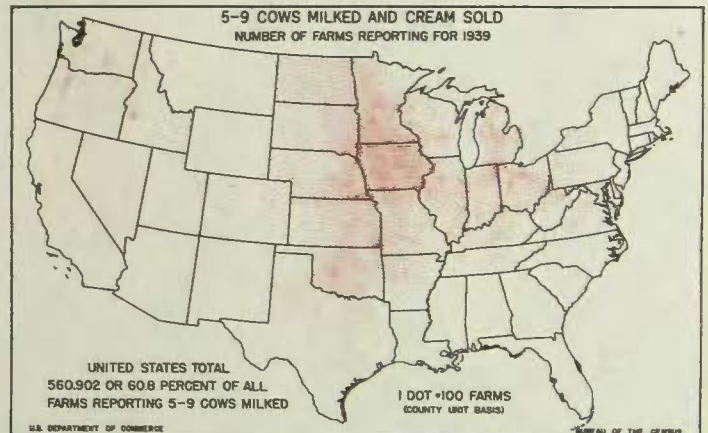 5-9 COWS MILKED AND CREAM SOLD
NUMBER OF FARMS REPORTING FOR 1939
UNITED STATES TOTAL
560,902 OR 60.8 PERCENT OF ALL
FARMS REPORTING 5-9 COWS MILKED
1 DOT = 100 FARMS
(COUNTY UNIT BASIS)
U.S. DEPARTMENT OF COMMERCE
BUREAU OF THE CENSUS